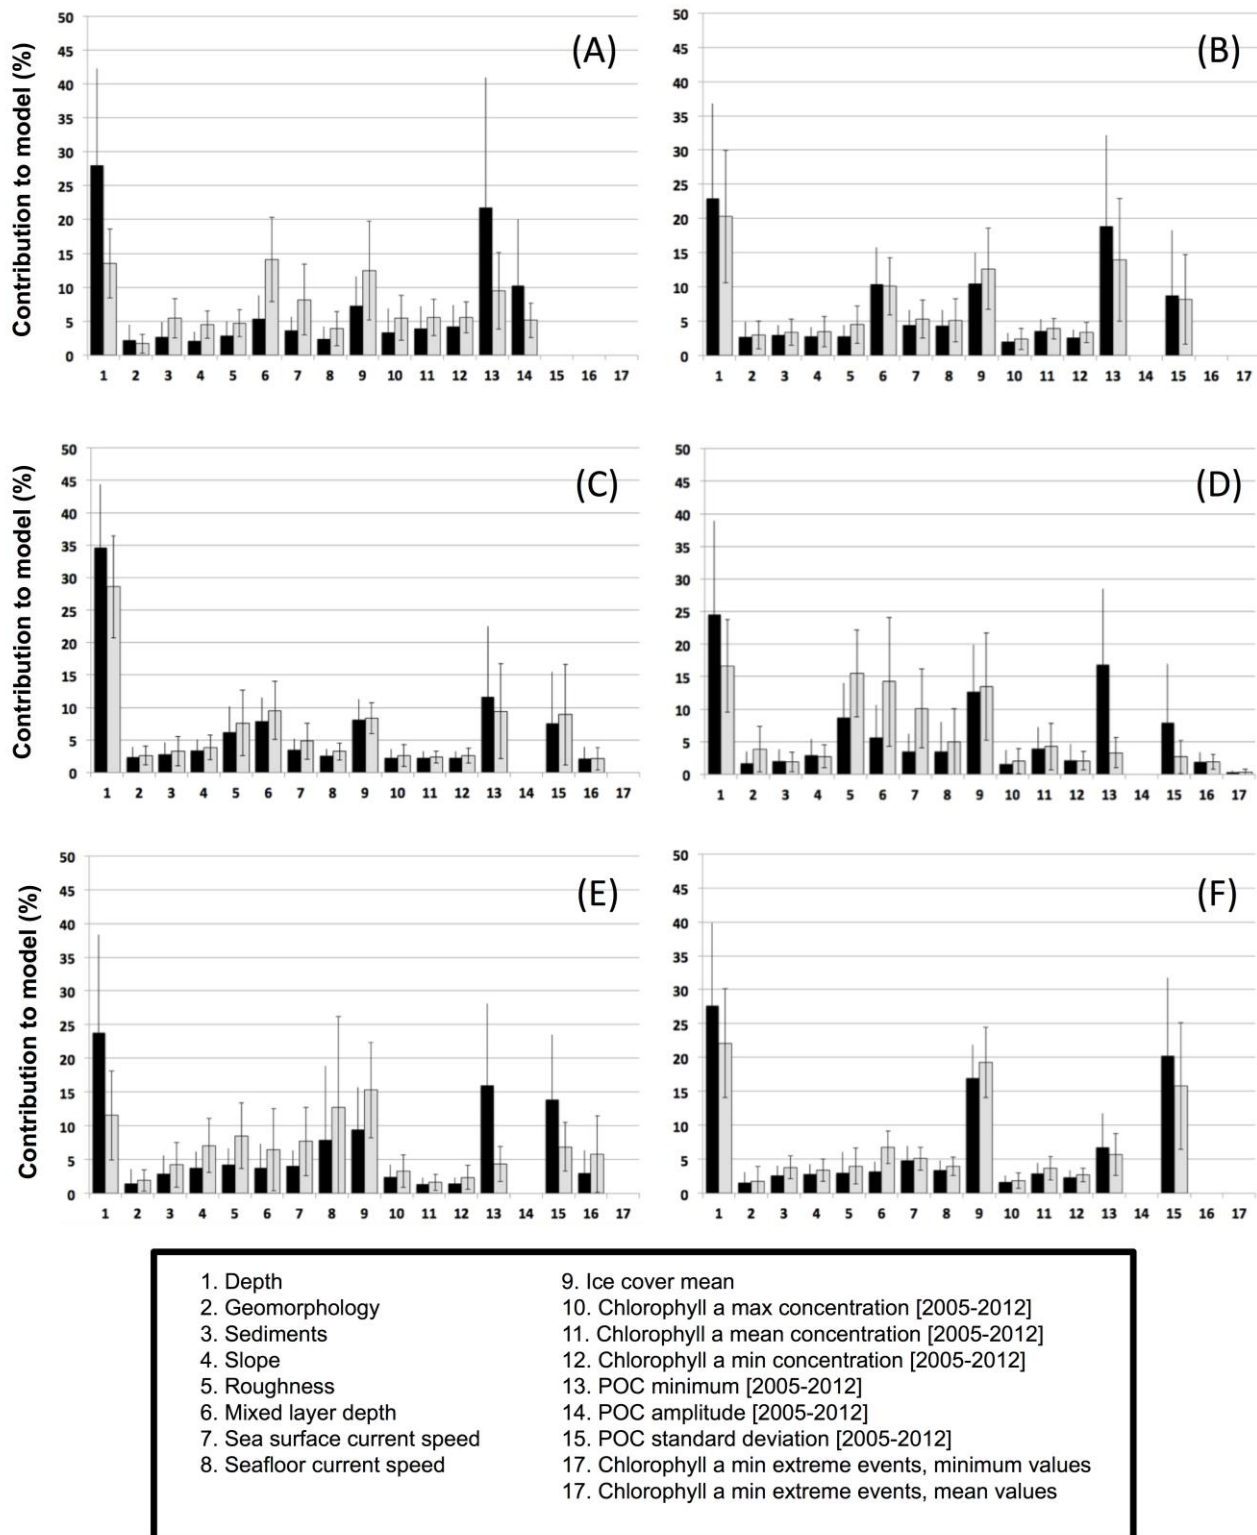 Contribution to model (%)
50
45
40
35
30
25
20
15
10
5
0
(A)
1 2 3 4 5 6 7 8 9 10 11 12 13 14 15 16 17
50
45
40
35
30
25
20
15
10
5
0
(B)
1 2 3 4 5 6 7 8 9 10 11 12 13 14 15 16 17
Contribution to model (%)
50
45
40
35
30
25
20
15
10
5
0
(C)
1 2 3 4 5 6 7 8 9 10 11 12 13 14 15 16 17
50
45
40
35
30
25
20
15
10
5
0
(D)
1 2 3 4 5 6 7 8 9 10 11 12 13 14 15 16 17
Contribution to model (%)
50
45
40
35
30
25
20
15
10
5
0
(E)
1 2 3 4 5 6 7 8 9 10 11 12 13 14 15 16 17
50
45
40
35
30
25
20
15
10
5
0
(F)
1 2 3 4 5 6 7 8 9 10 11 12 13 14 15 16 17
1. Depth
2. Geomorphology
3. Sediments
4. Slope
5. Roughness
6. Mixed layer depth
7. Sea surface current speed
8. Seafloor current speed
9. Ice cover mean
10. Chlorophyll a max concentration [2005-2012]
11. Chlorophyll a mean concentration [2005-2012]
12. Chlorophyll a min concentration [2005-2012]
13. POC minimum [2005-2012]
14. POC amplitude [2005-2012]
15. POC standard deviation [2005-2012]
17. Chlorophyll a min extreme events, minimum values
17. Chlorophyll a min extreme events, mean values